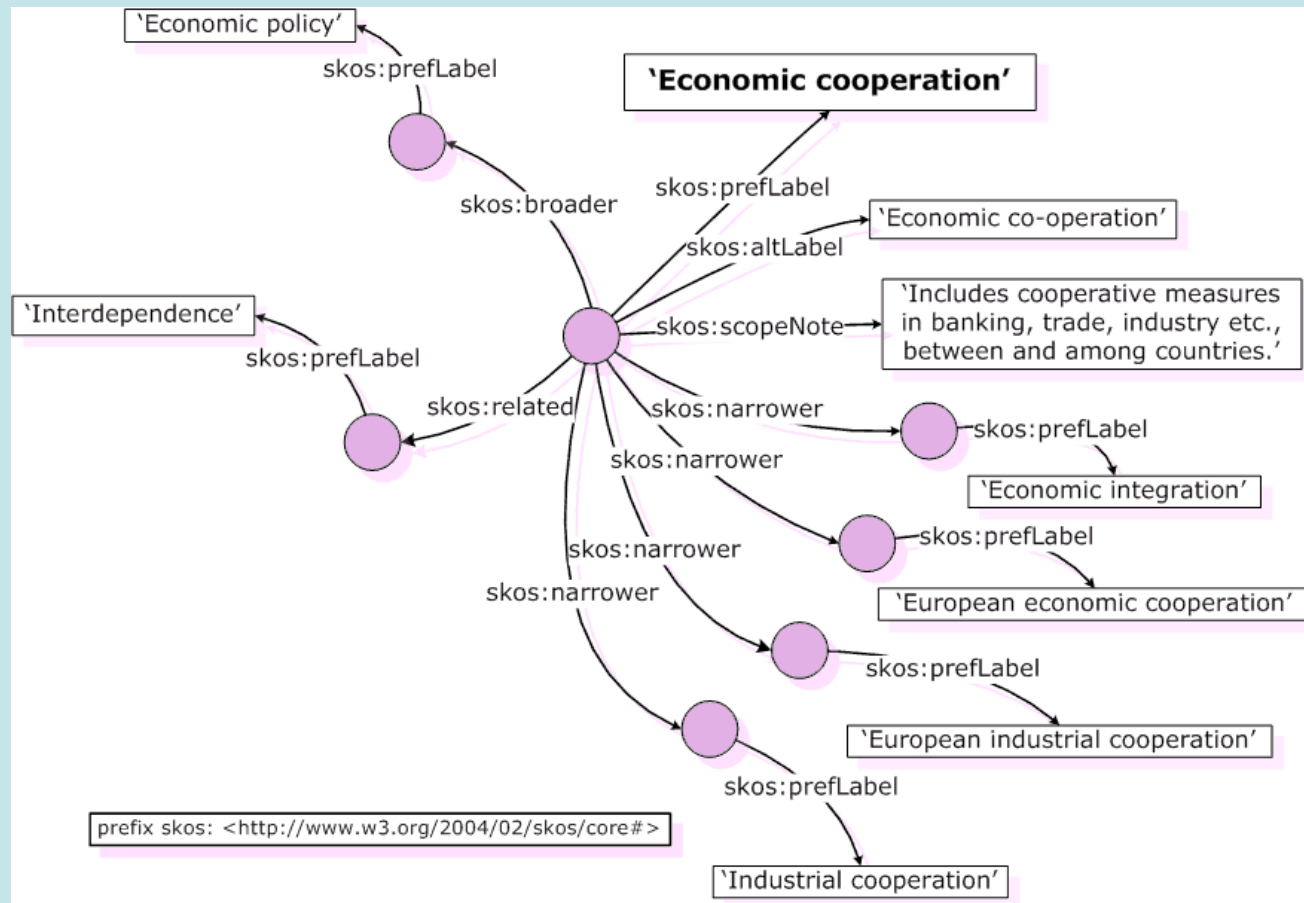 ‘Economic policy’
skos:prefLabel
‘Economic cooperation’
skos:prefLabel
skos:broader
‘Economic co-operation’
skos:altLabel
‘Interdependence’
skos:prefLabel
skos:scopeNote
‘Includes cooperative measures
in banking, trade, industry etc.,
between and among countries.’
skos:related
skos:narrower
skos:prefLabel
‘Economic integration’
skos:narrower
skos:prefLabel
‘European economic cooperation’
skos:narrower
skos:prefLabel
‘European industrial cooperation’
skos:narrower
skos:prefLabel
‘Industrial cooperation’
prefix skos: <http://www.w3.org/2004/02/skos/core#>